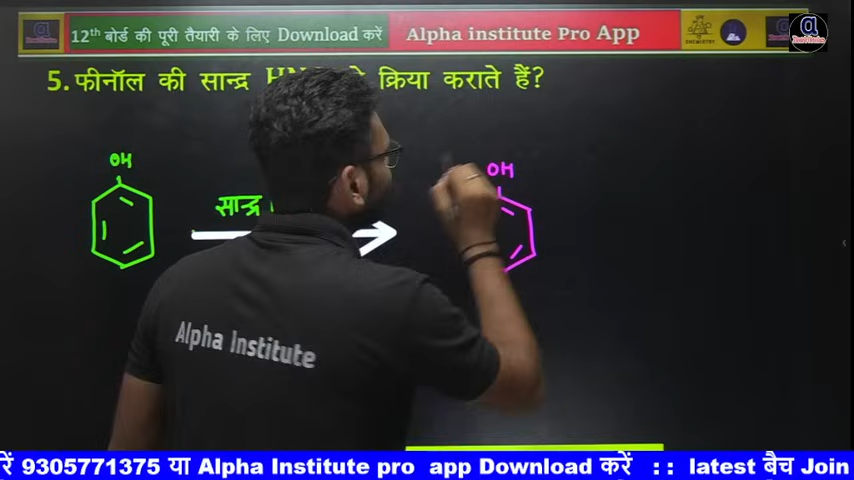 12th बोर्ड की पूरी तैयारी के लिए Download करें Alpha institute Pro App
5. फीनॉल की सान्द्र क्रिया कराते हैं?
OH OH
सान्द्र
Alpha Institute
रें 9305771375 या Alpha Institute pro app Download करें :: latest बैच Join